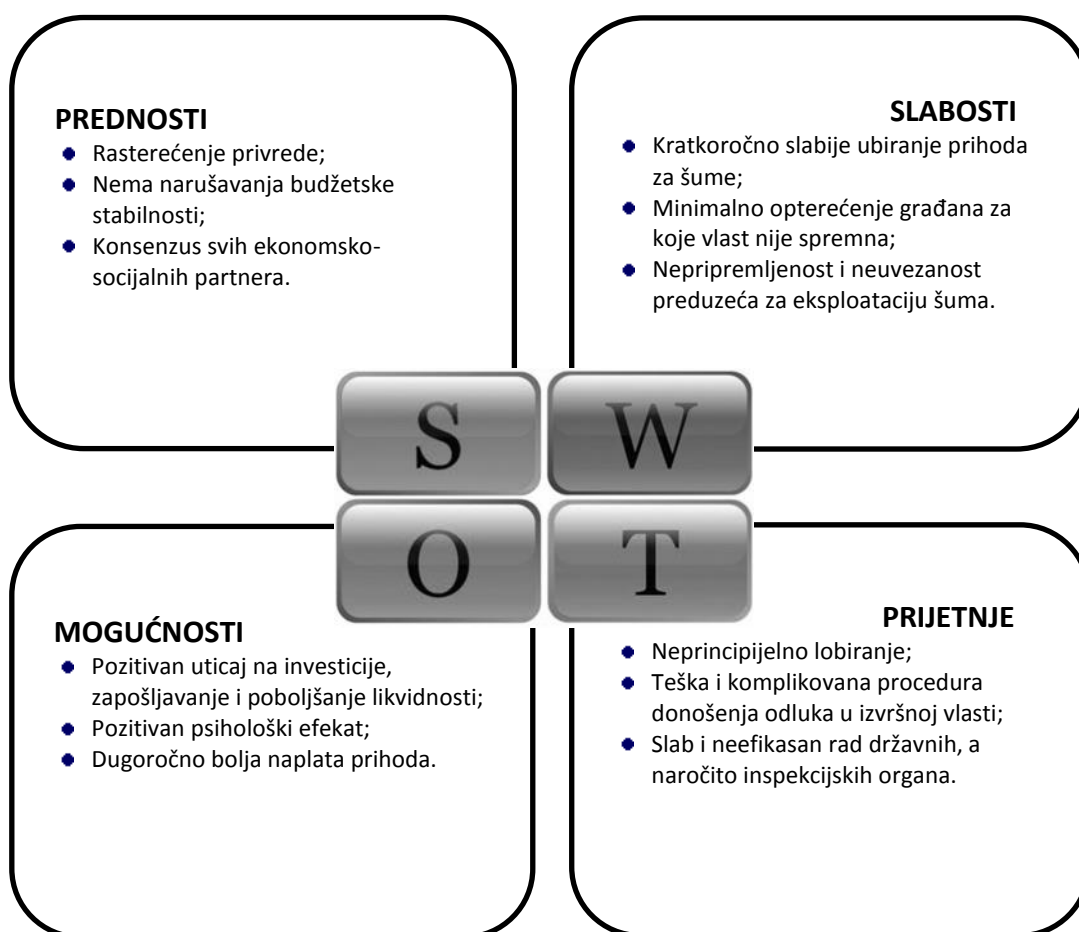 PREDNOSTI
Rasterećenje privrede;
Nema narušavanja budžetske
stabilnosti;
Konsenzus svih ekonomsko-
socijalnih partnera.
SLABOSTI
Kratkoročno slabije ubiranje prihoda
za šume;
Minimalno opterećenje građana za
koje vlast nije spremna;
Nepripremljenost i neuvezanost
preduzeća za eksploataciju šuma.
S
W
O
T
MOGUĆNOSTI
Pozitivan uticaj na investicije,
zapošljavanje i poboljšanje likvidnosti;
Pozitivan psihološki efekat;
Dugoročno bolja naplata prihoda.
PRIJETNJE
Neprincipijelno lobiranje;
Teška i komplikovana procedura
donošenja odluka u izvršnoj vlasti;
Slab i neefikasan rad državnih, a
naročito inspekcijskih organa.